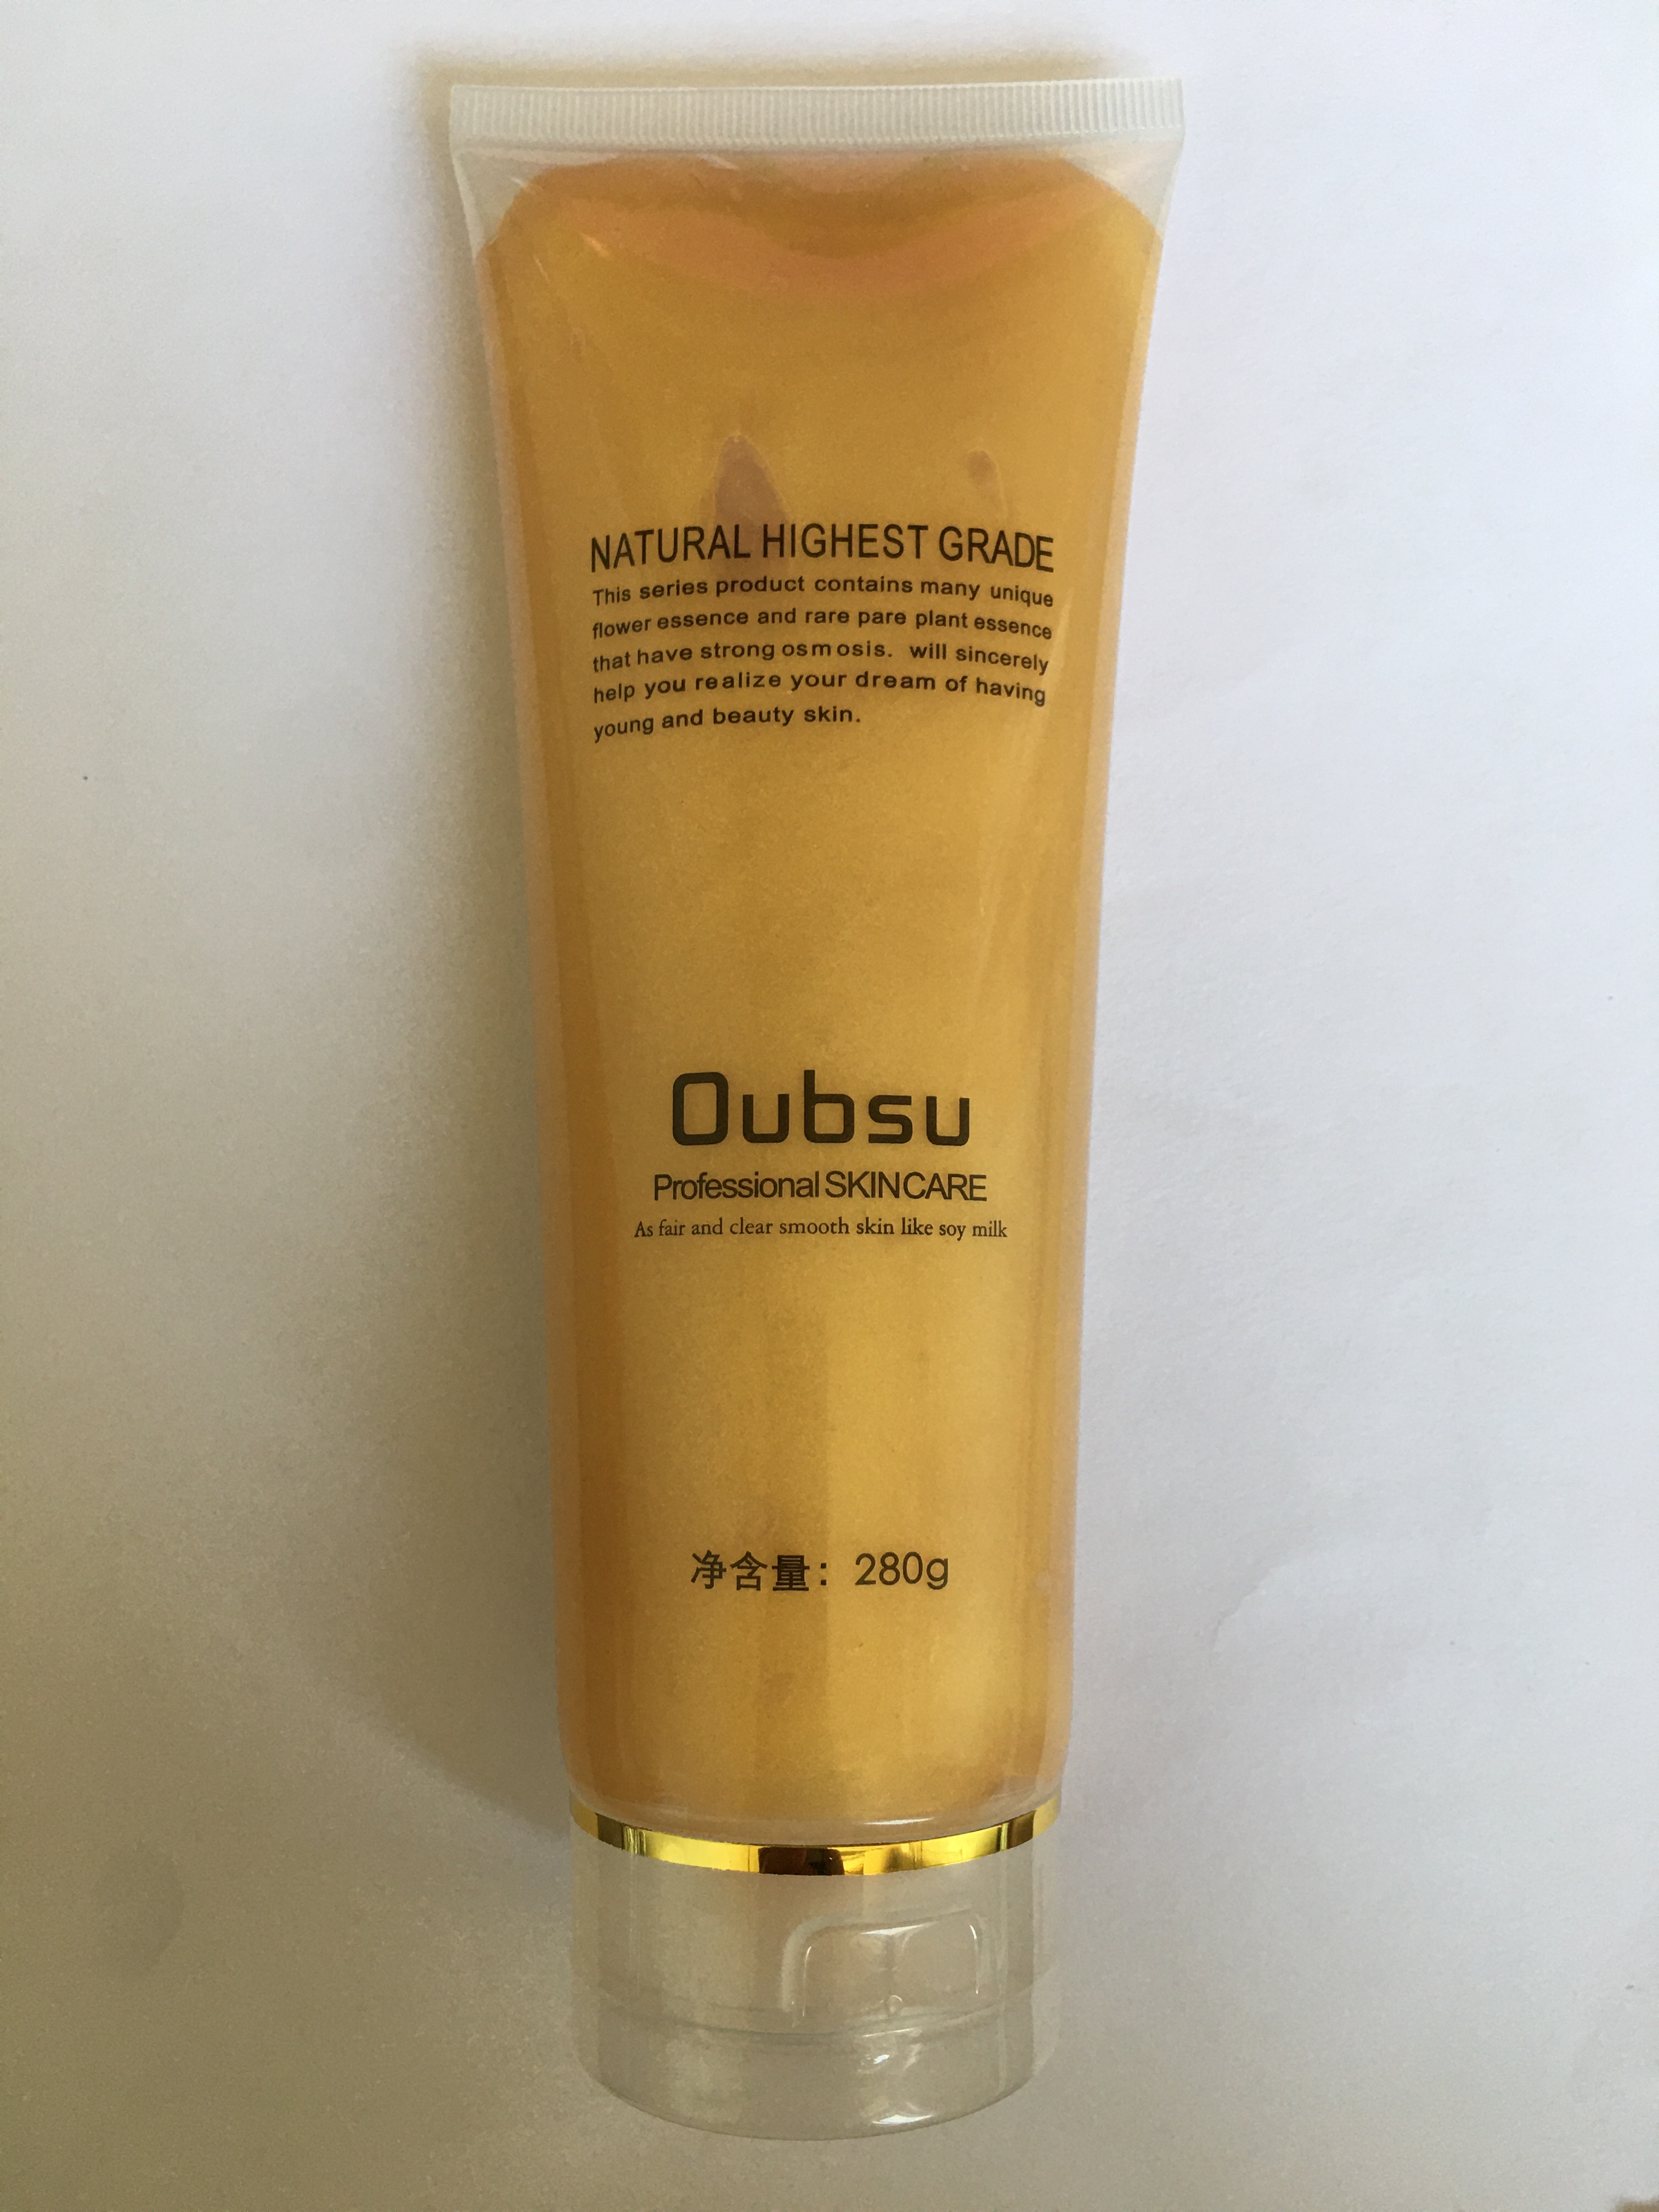 NATURAL HIGHEST GRADE
This series product contains many unique
flower essence and rare pare plant essence
that have strong osmosis. will sincerely
help you realize your dream of having
young and beauty skin.
Oubsu
Professional SKIN CARE
As fair and clear smooth skin like soy milk
净含量：280g